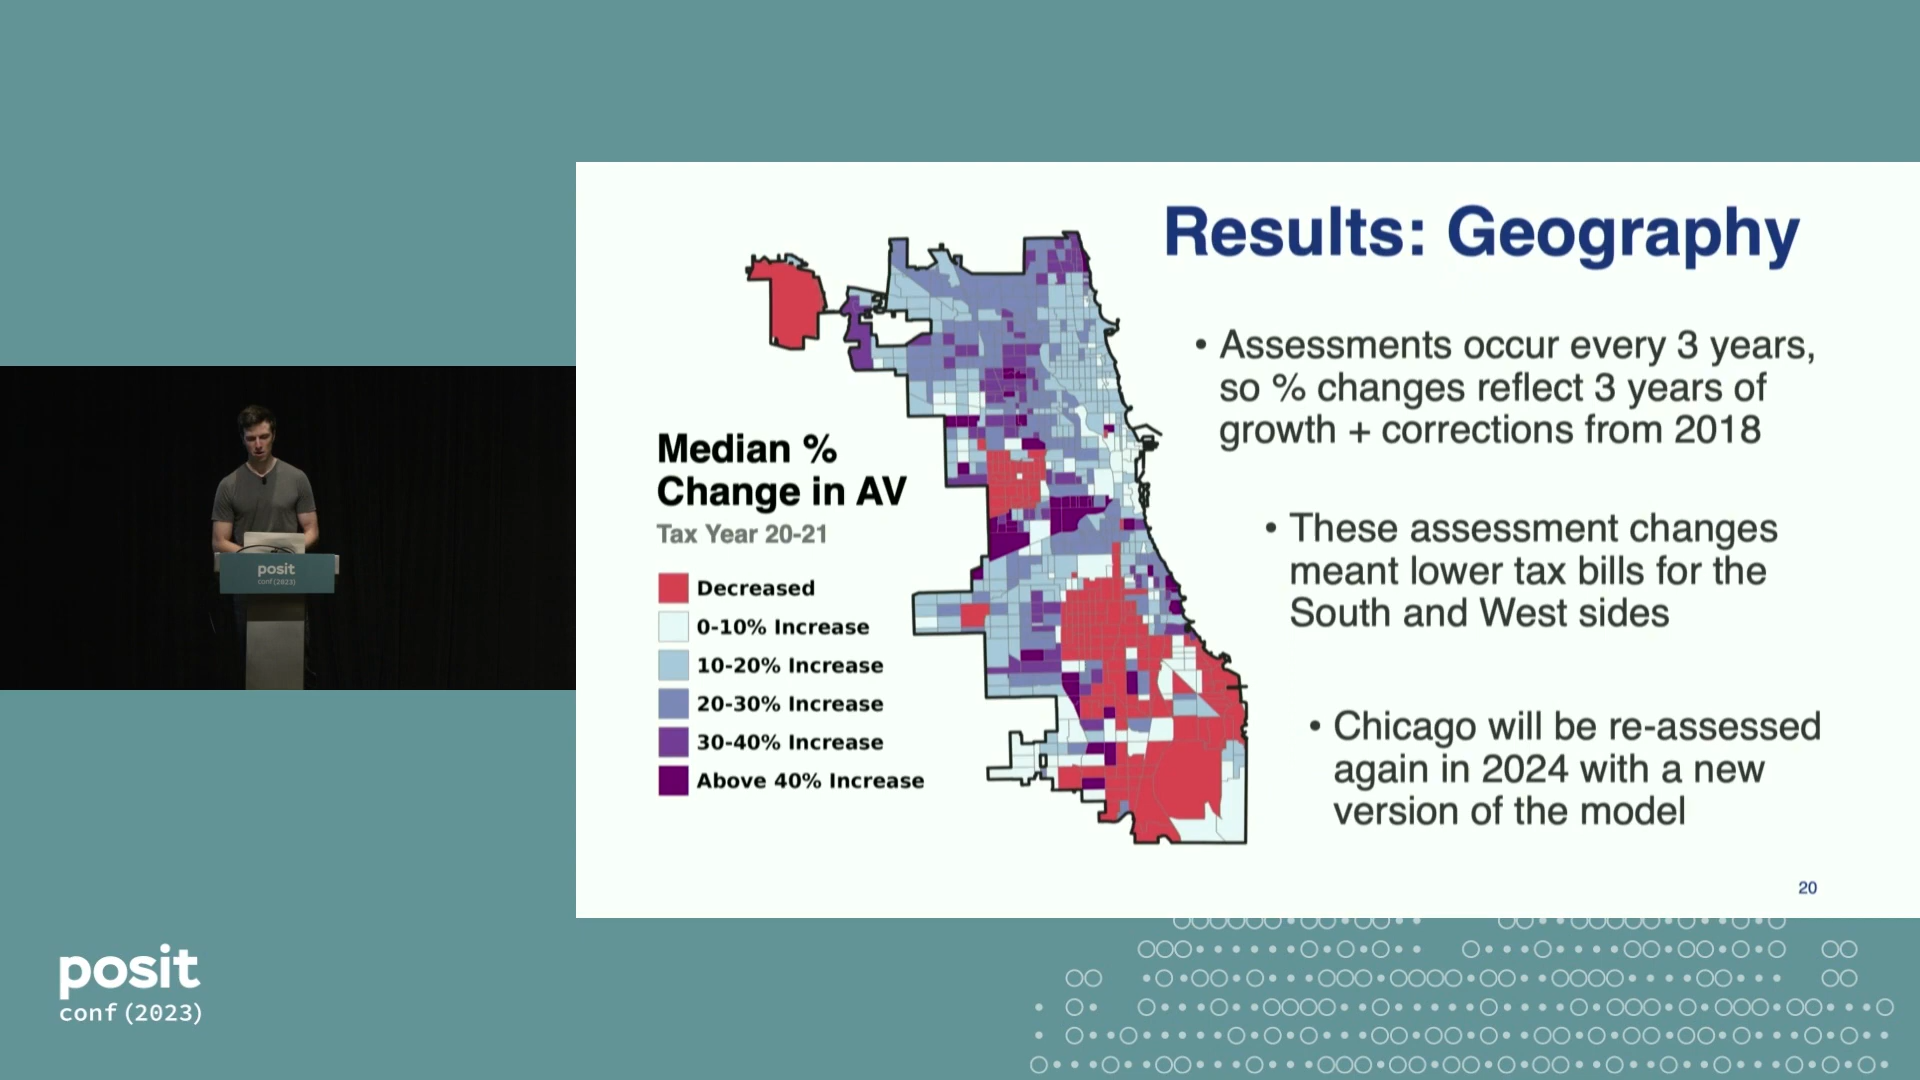 Results: Geography
• Assessments occur every 3 years,
so % changes reflect 3 years of
growth + corrections from 2018
• These assessment changes
meant lower tax bills for the
South and West sides
• Chicago will be re-assessed
again in 2024 with a new
version of the model
Median %
Change in AV
Tax Year 20-21
Decreased
0-10% Increase
10-20% Increase
20-30% Increase
30-40% Increase
Above 40% Increase
20
posit
conf(2023)
posit
conf(2023)